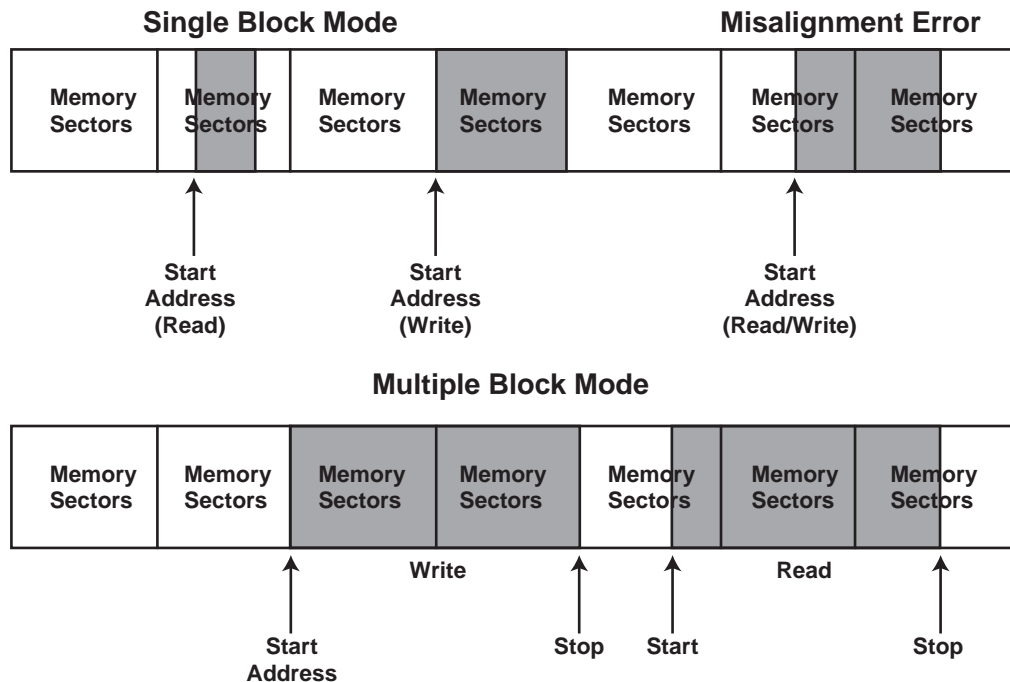 Single Block Mode
Misalignment Error
Memory
Sectors
Memory
Sectors
Memory
Sectors
Memory
Sectors
Memory
Sectors
Memory
Sectors
Memory
Sectors
Start
Address
(Read)
Start
Address
(Write)
Start
Address
(Read/Write)
Multiple Block Mode
Memory
Sectors
Memory
Sectors
Memory
Sectors
Memory
Sectors
Memory
Sectors
Memory
Sectors
Memory
Sectors
Write
Read
Start
Address
Stop
Start
Stop